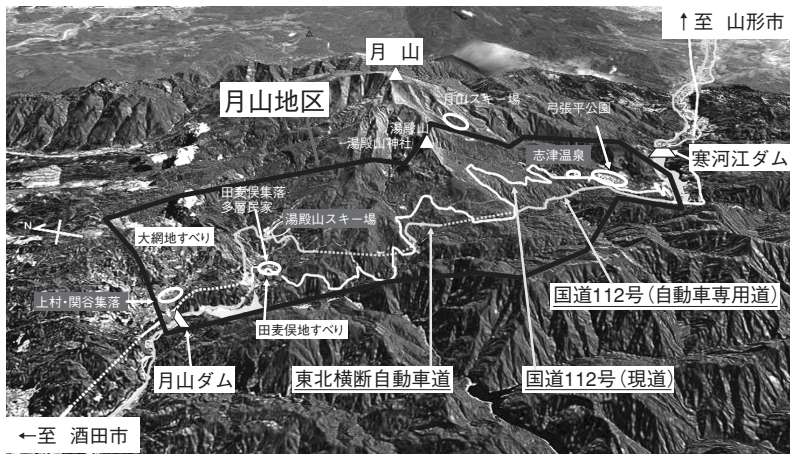 ↑至 山形市
月 山
月山地区
月山スキー場
弓張平公園
湯殿山
湯殿山神社
志津温泉
寒河江ダム
田麦俣集落
多層民家
湯殿山スキー場
N
大網地すべり
上村・関谷集落
国道112号(自動車専用道)
田麦俣地すべり
月山ダム
東北横断自動車道
国道112号(現道)
←至 酒田市